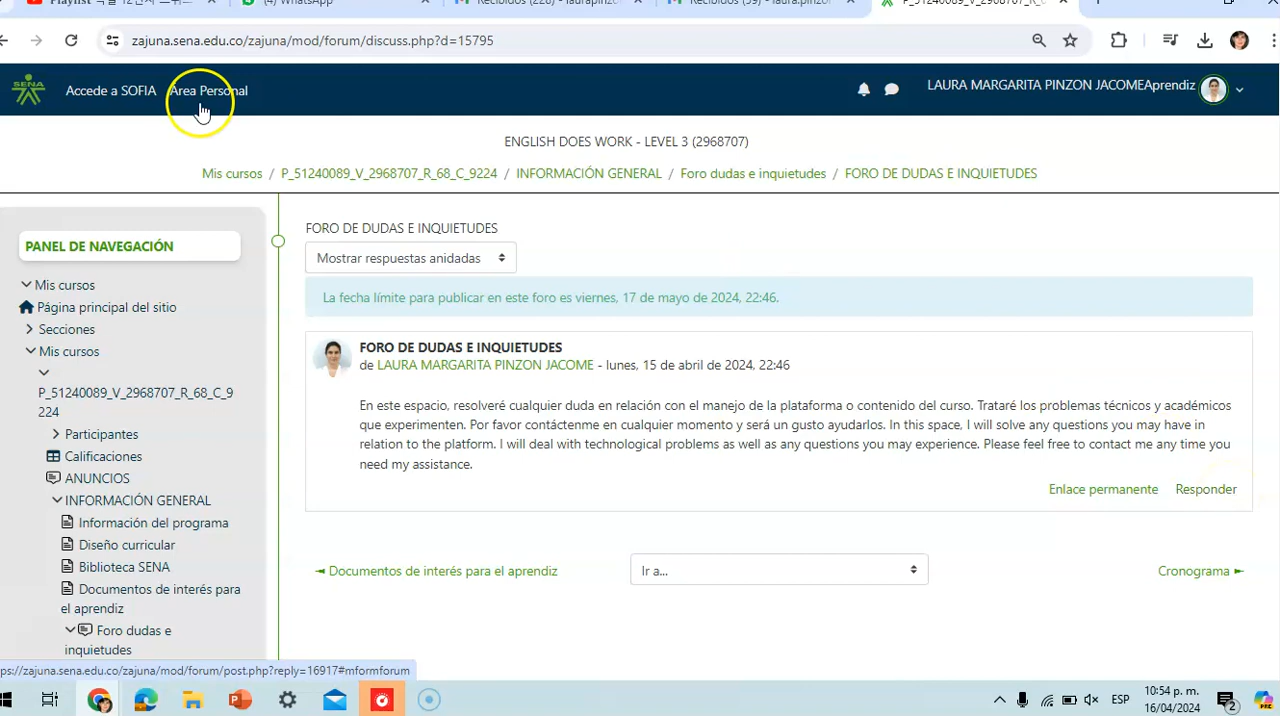 Playlist
WhatsApp
Recibidos (228) -
Recibidos (39) -
zajuna.sena.edu.co/zajuna/mod/forum/discuss.php?d=15795
SENA
Accede a SOFIA
Area Personal
LAURA MARGARITA PINZON JACOMEAprendiz
ENGLISH DOES WORK - LEVEL 3 (2968707)
Mis cursos / P_51240089_V_2968707_R_68_C_9224 / INFORMACIÓN GENERAL / Foro dudas e inquietudes / FORO DE DUDAS E INQUIETUDES
PANEL DE NAVEGACIÓN
Mis cursos
Página principal del sitio
Secciones
Mis cursos
P_51240089_V_2968707_R_68_C_9
224
Participantes
Calificaciones
ANUNCIOS
INFORMACIÓN GENERAL
Información del programa
Diseño curricular
Biblioteca SENA
Documentos de interés para
el aprendiz
Foro dudas e
inquietudes
FORO DE DUDAS E INQUIETUDES
Mostrar respuestas anidadas
La fecha límite para publicar en este foro es viernes, 17 de mayo de 2024, 22:46.
FORO DE DUDAS E INQUIETUDES
de LAURA MARGARITA PINZON JACOME - lunes, 15 de abril de 2024, 22:46
En este espacio, resolveré cualquier duda en relación con el manejo de la plataforma o contenido del curso. Trataré los problemas técnicos y académicos
que experimenten. Por favor contáctenme en cualquier momento y será un gusto ayudarlos. In this space, I will solve any questions you may have in
relation to the platform. I will deal with technological problems as well as any questions you may experience. Please feel free to contact me any time you
need my assistance.
Enlace permanente
Responder
Documentos de interés para el aprendiz
Ir a...
Cronograma
ps://zajuna.sena.edu.co/zajuna/mod/forum/post.php?reply=16917#mformforum
ESP
10:54 p. m.
16/04/2024
2